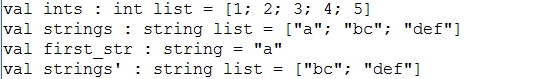 val ints : int list = [1; 2; 3; 4; 5]
val strings : string list = ["a"; "bc"; "def"]
val first_str : string = "a"
val strings' : string list = ["bc"; "def"]